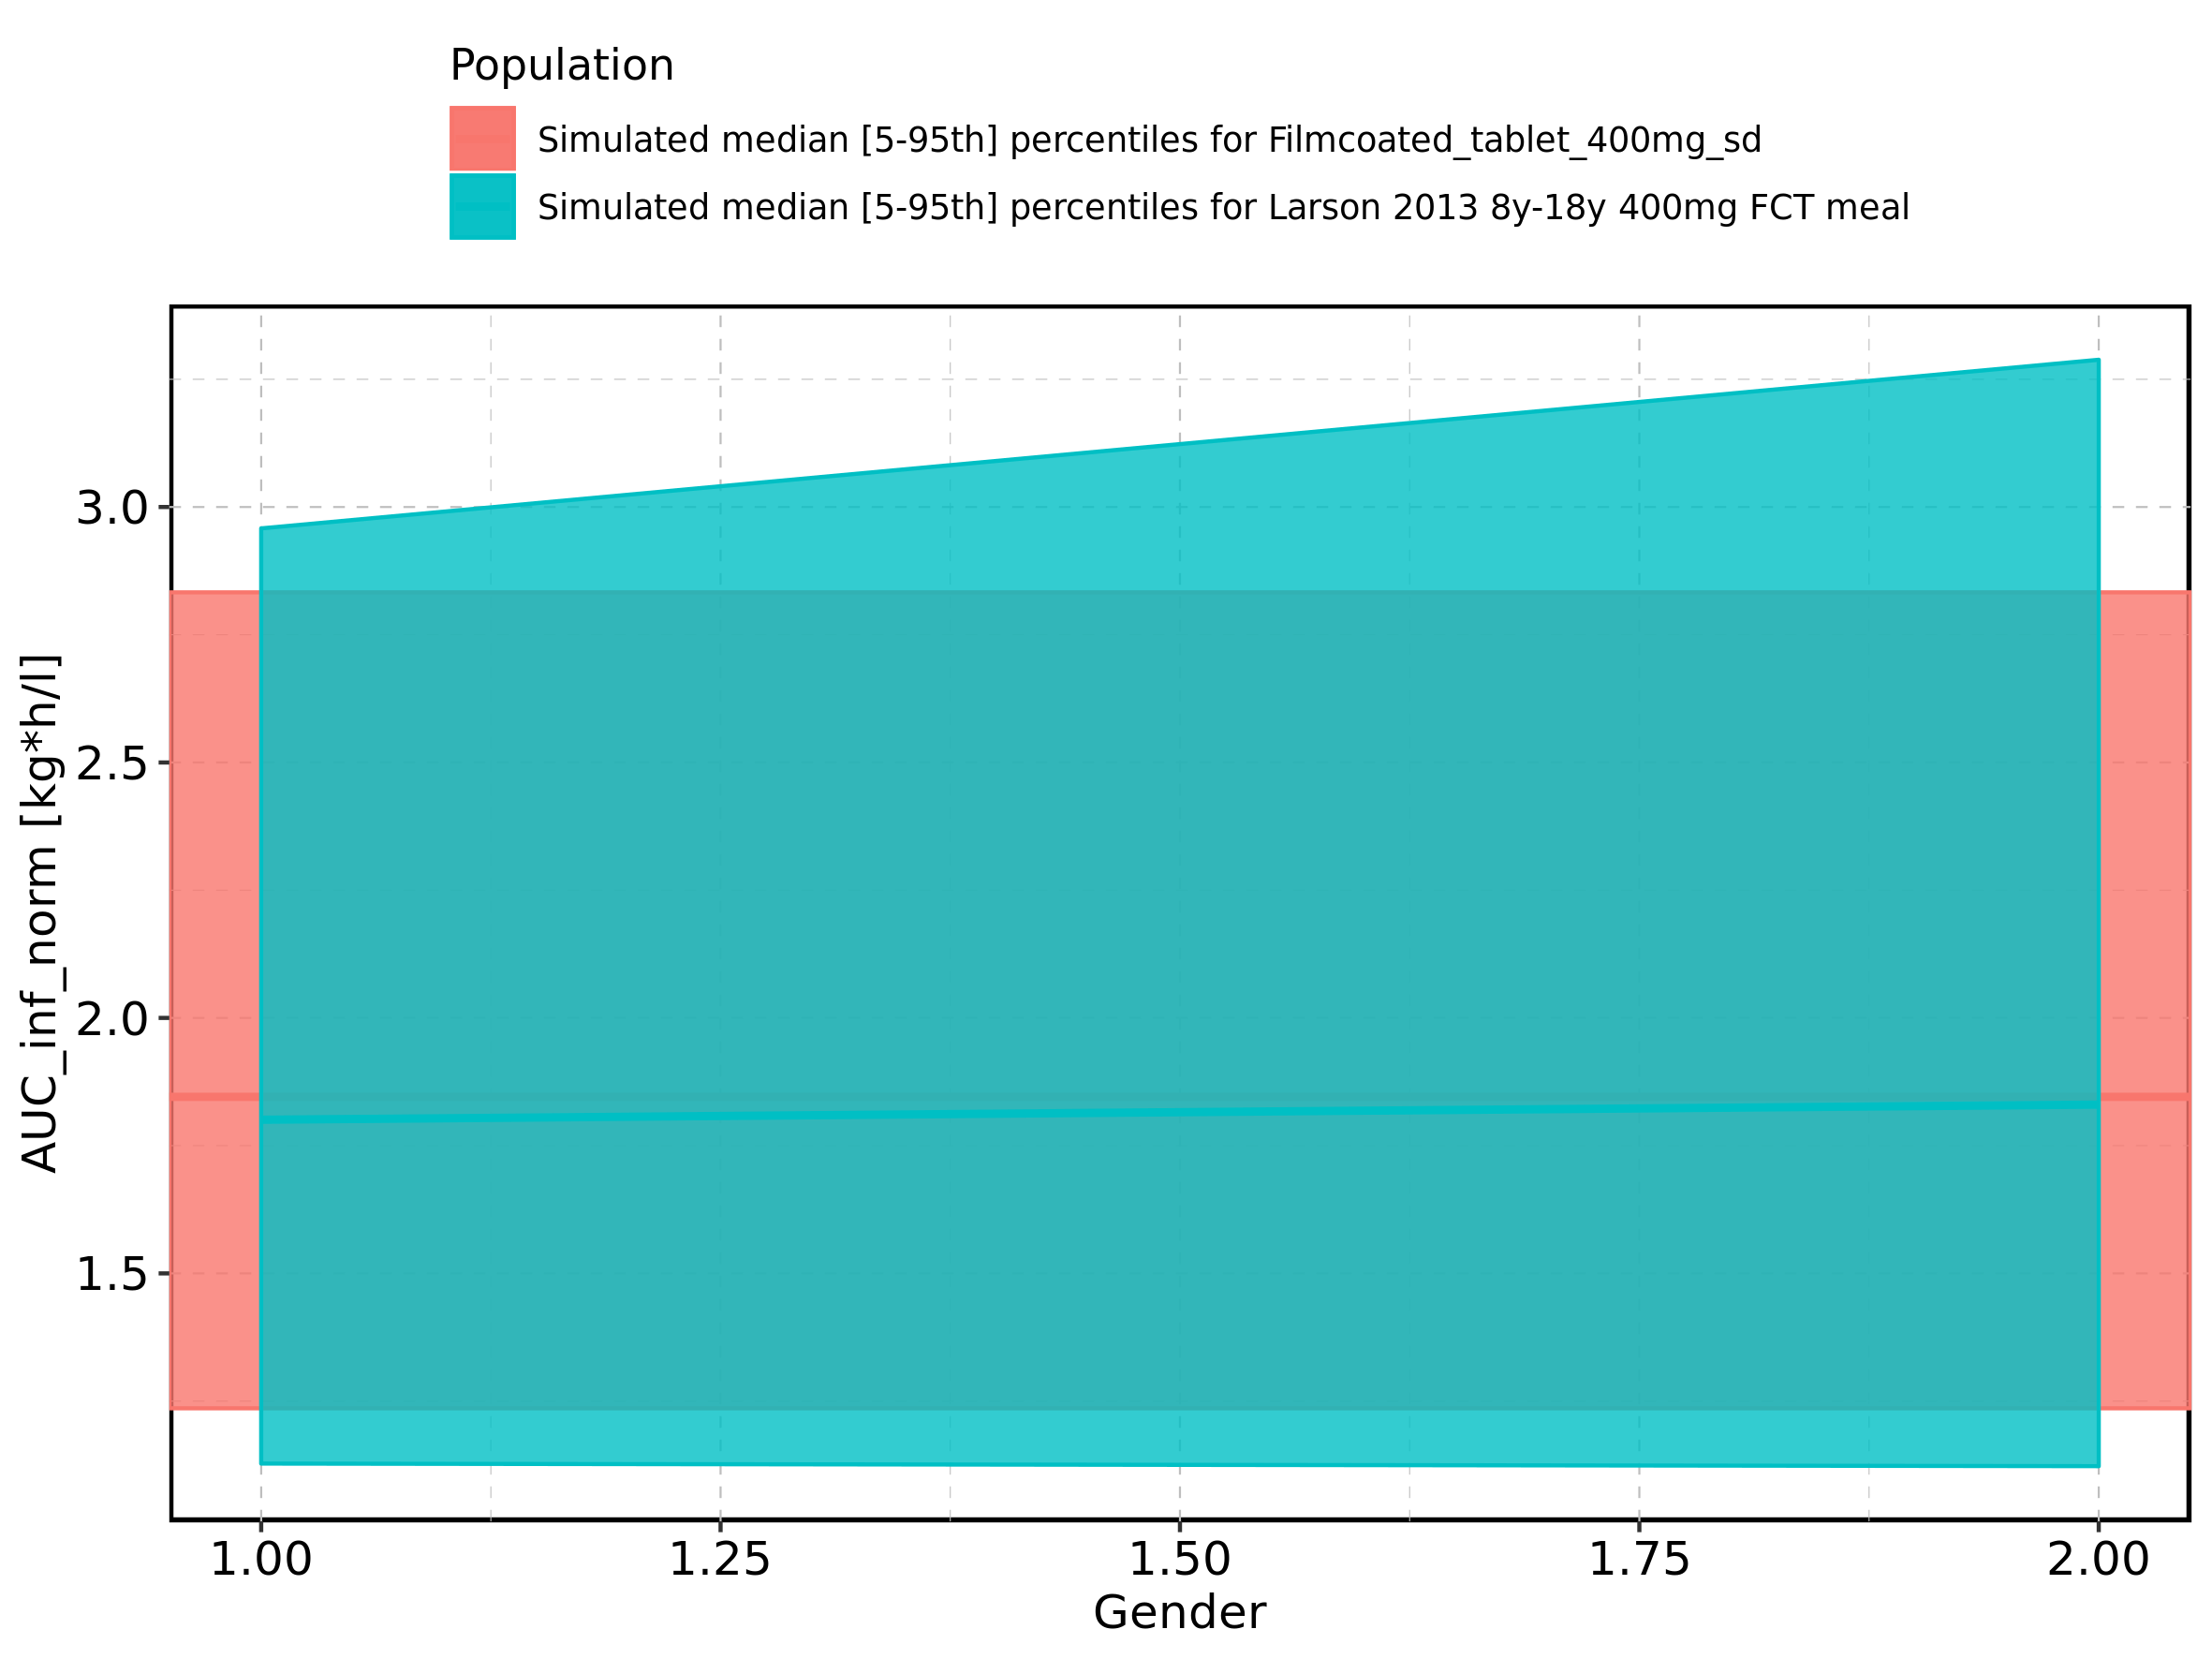 Population
Simulated median [5-95th] percentiles for Filmcoated_tablet_400mg_sd
Simulated median [5-95th] percentiles for Larson 2013 8y-18y 400mg FCT meal
AUC_inf_norm [kg*h/l]
3.0
2.5
2.0
1.5
1.00 1.25 1.50 1.75 2.00
Gender